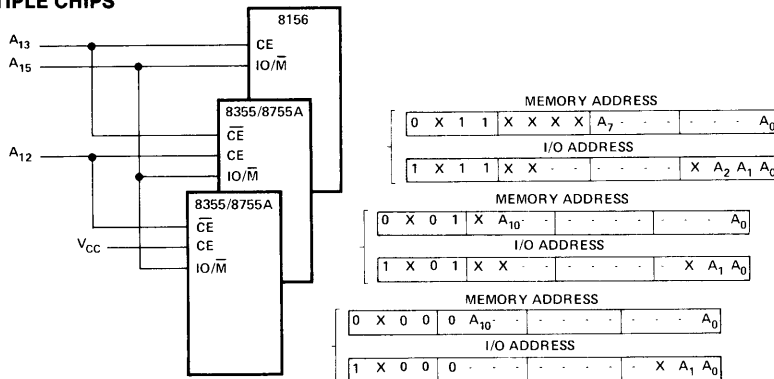 TIPLE CHIPS
8156
A13
CE
A15
IO/M̅
8355/8755A
C̅E̅
A12
CE
IO/M̅
8355/8755A
C̅E̅
VCC
CE
IO/M̅
MEMORY ADDRESS
0 X 1 1 X X X X A7 - - - - - - A0
I/O ADDRESS
1 X 1 1 X X - - - - - - X A2 A1 A0
MEMORY ADDRESS
0 X 0 1 X A10 - - - - - - - - A0
I/O ADDRESS
1 X 0 1 X X - - - - - - - X A1 A0
MEMORY ADDRESS
0 X 0 0 0 A10 - - - - - - - - A0
I/O ADDRESS
1 X 0 0 0 - - - - - - - - X A1 A0